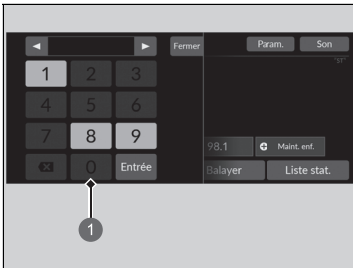 ◄ ► Fermer Param. Son
"ST"
1 2 3
4 5 6
7 8 9
98.1 Maint. enf.
0 Entrée Balayer Liste stat.
1